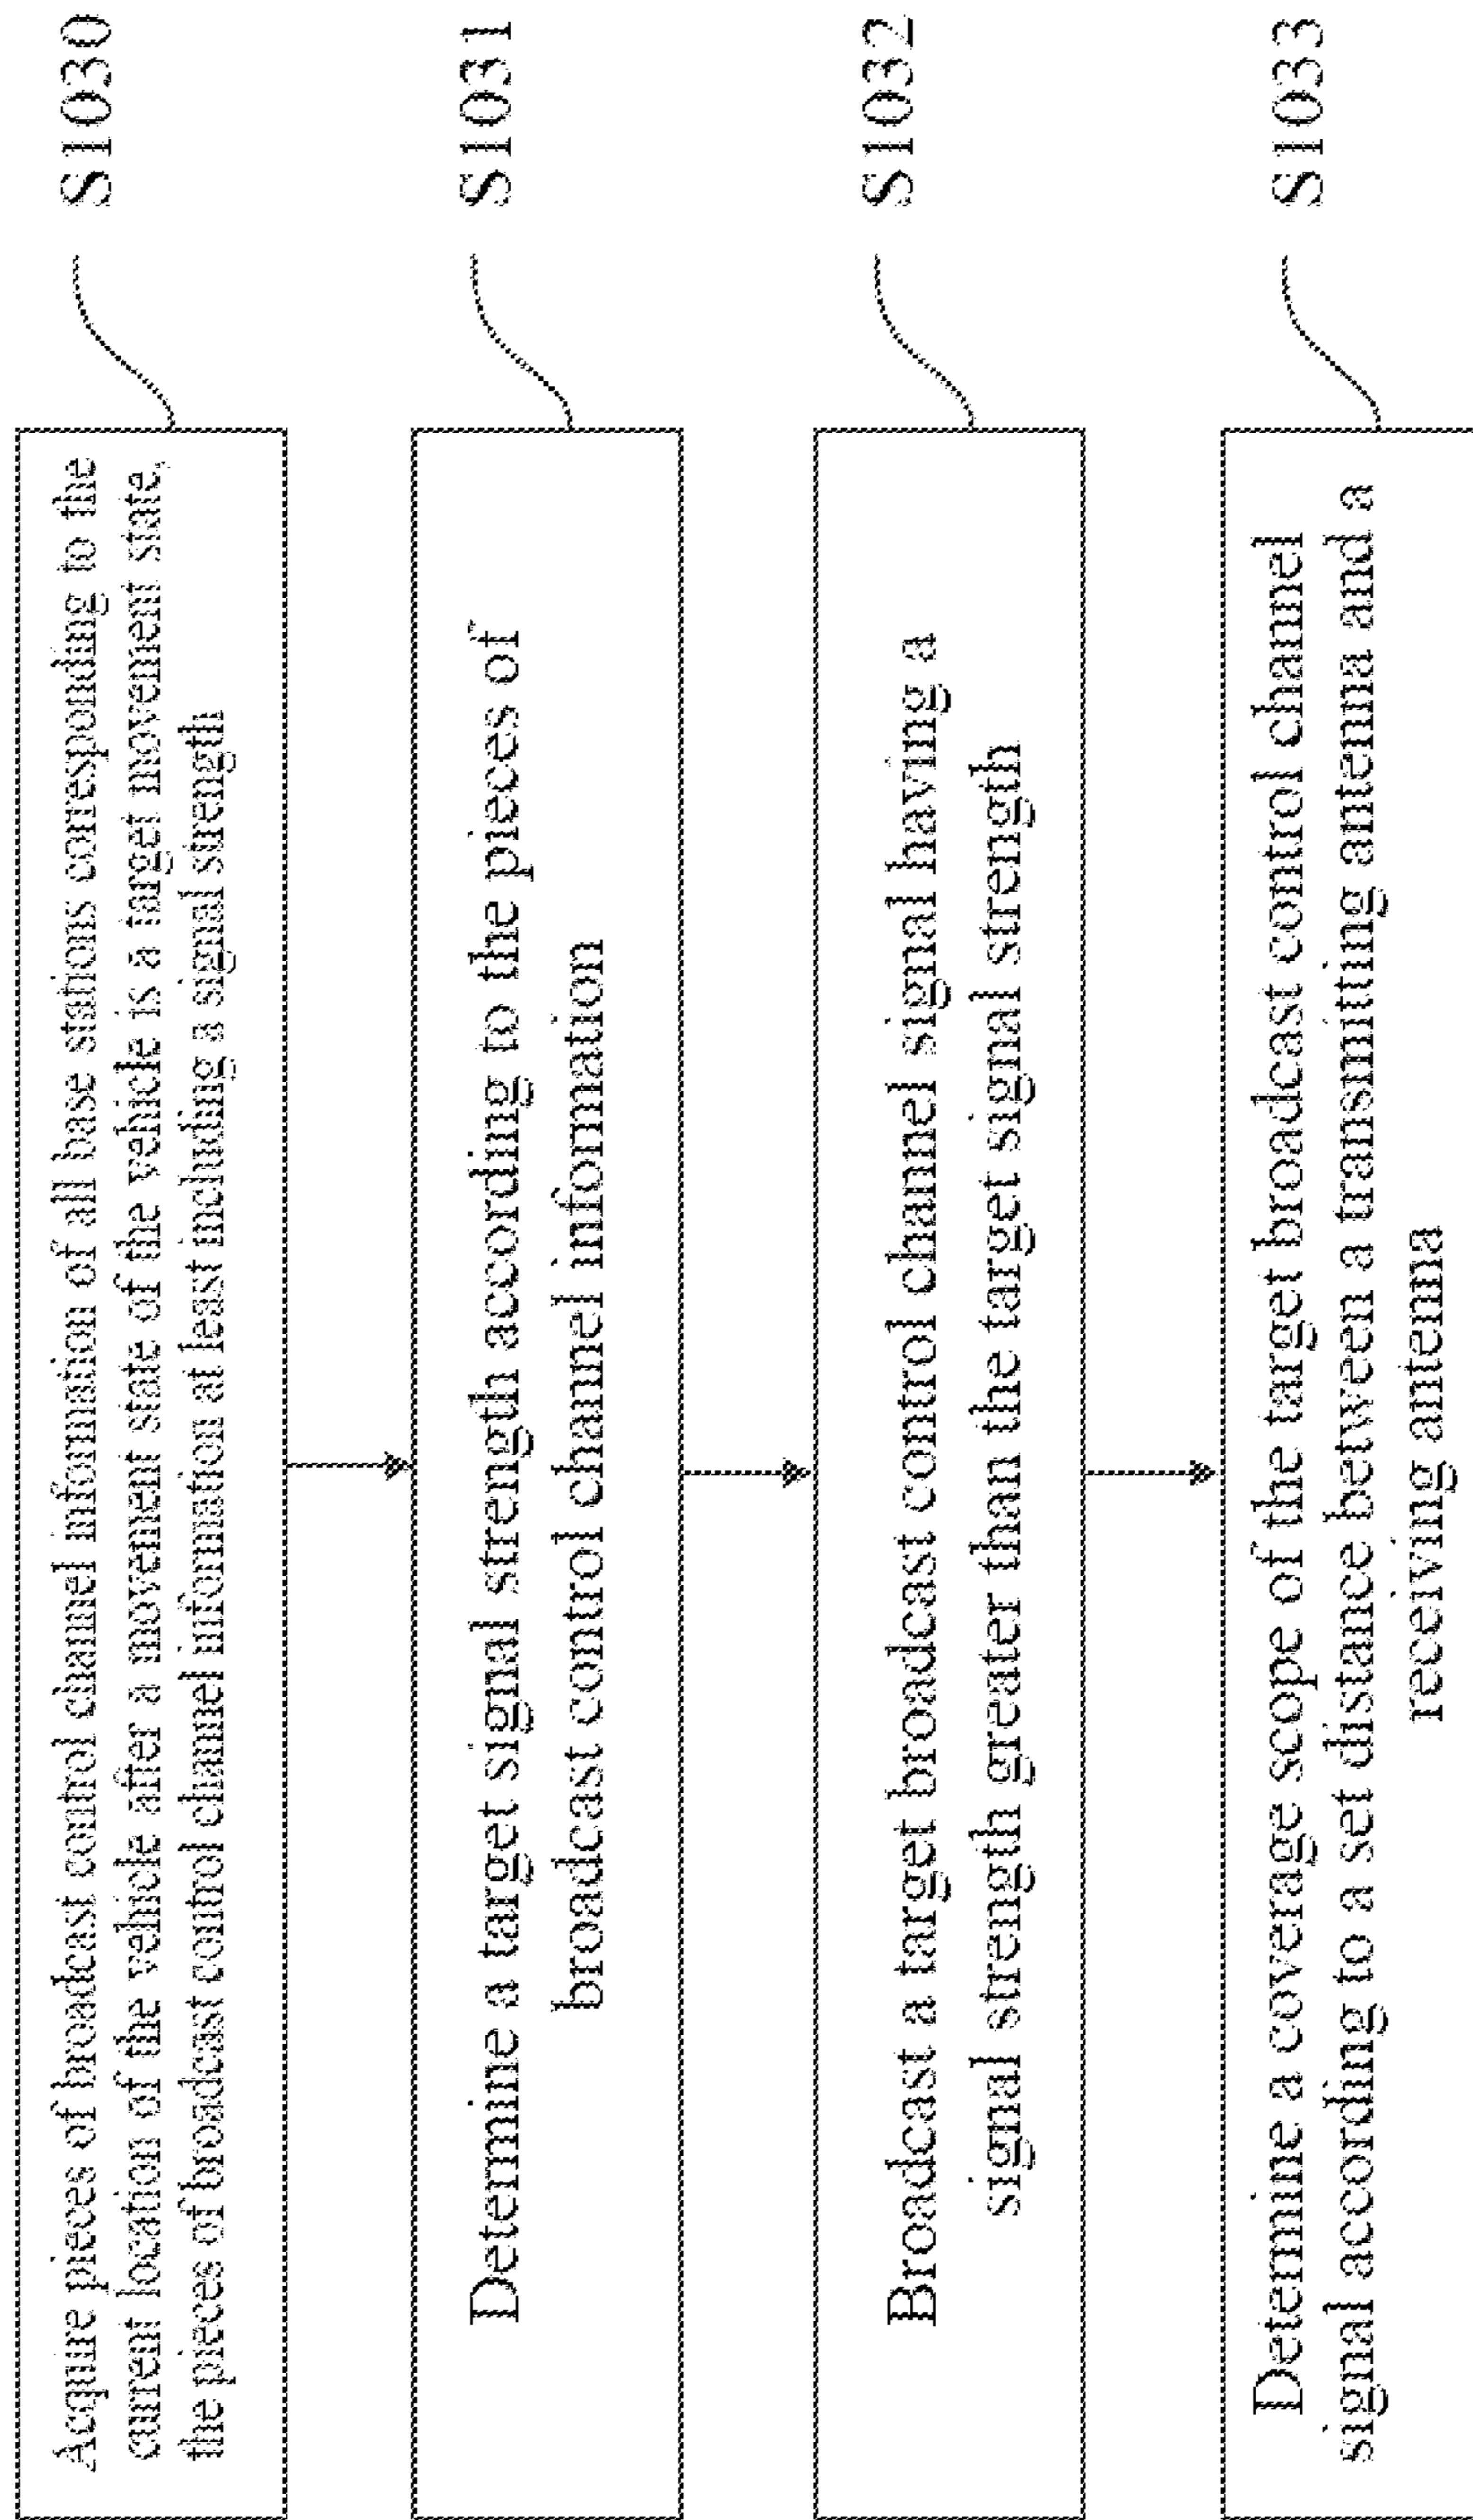 Acquire pieces of broadcast control channel information of all base stations corresponding to the
current location of the vehicle after a movement state of the vehicle is a target movement state,
the pieces of broadcast control channel information at least including a signal strength
S1030
Determine a target signal strength according to the pieces of
broadcast control channel information
S1031
Broadcast a target broadcast control channel signal having a
signal strength greater than the target signal strength
S1032
Determine a coverage scope of the target broadcast control channel
signal according to a set distance between a transmitting antenna and a
receiving antenna
S1033